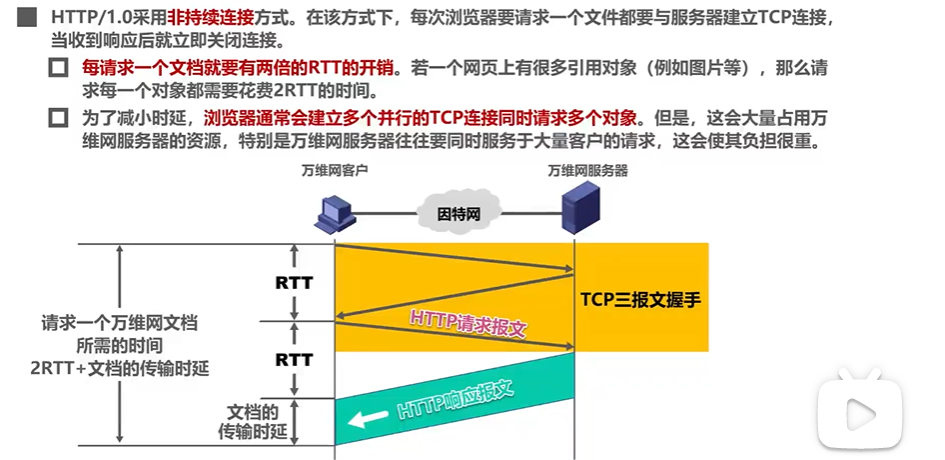 HTTP/1.0采用非持续连接方式。在该方式下，每次浏览器要请求一个文件都要与服务器建立TCP连接，
当收到响应后就立即关闭连接。
每请求一个文档就要有两倍的RTT的开销。若一个网页上有很多引用对象（例如图片等），那么请
求每一个对象都需要花费2RTT的时间。
为了减小时延，浏览器通常会建立多个并行的TCP连接同时请求多个对象。但是，这会大量占用万
维网服务器的资源，特别是万维网服务器往往要同时服务于大量客户的请求，这会使其负担很重。
万维网客户
万维网服务器
因特网
RTT
TCP三报文握手
HTTP请求报文
请求一个万维网文档
所需的时间
2RTT+文档的传输时延
RTT
HTTP响应报文
文档的
传输时延